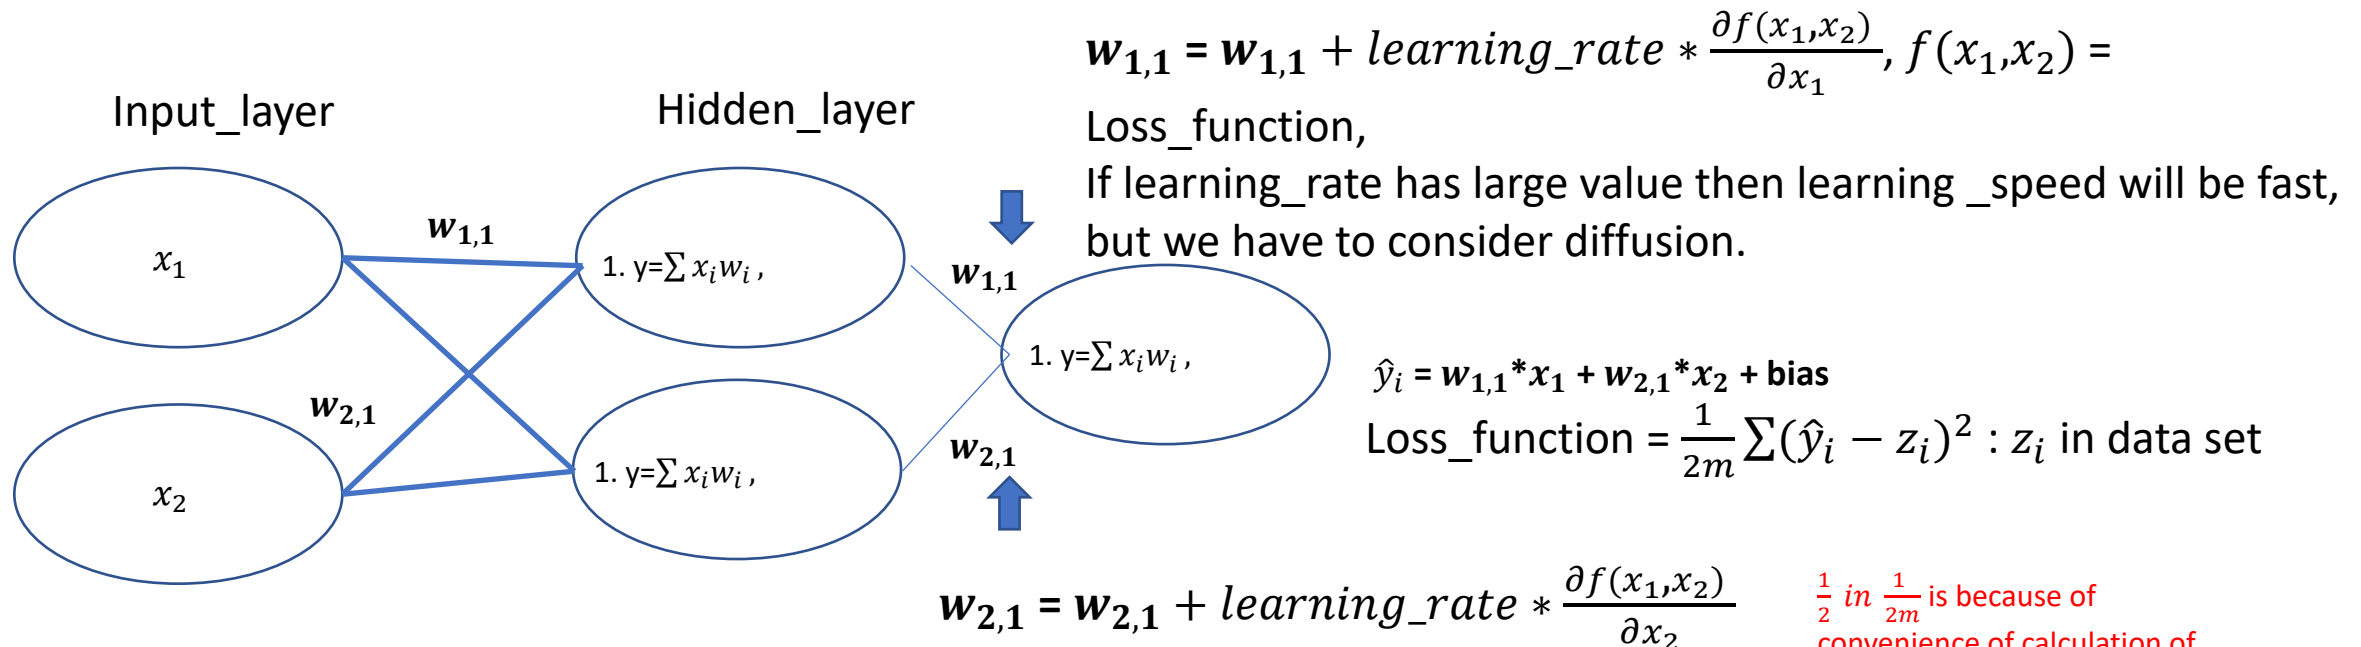 w₁,₁ = w₁,₁ + learning_rate ∗ ∂f(x₁,x₂)/∂x₁, f(x₁,x₂) =
Loss_function,
If learning_rate has large value then learning _speed will be fast,
but we have to consider diffusion.
Input_layer
Hidden_layer
x₁
x₂
w₁,₁
w₂,₁
1. y=∑ xᵢwᵢ ,
1. y=∑ xᵢwᵢ ,
w₁,₁
w₂,₁
1. y=∑ xᵢwᵢ ,
ŷᵢ = w₁,₁*x₁ + w₂,₁*x₂ + bias
Loss_function = 1/2m ∑(ŷᵢ − zᵢ)² : zᵢ in data set
w₂,₁ = w₂,₁ + learning_rate ∗ ∂f(x₁,x₂)/∂x₂
1/2 in 1/2m is because of
convenience of calculation of